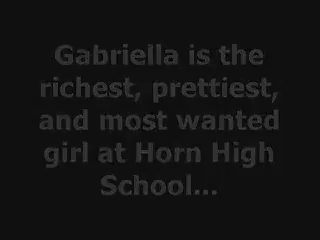 Gabriella is the
richest, prettiest,
and most wanted
girl at Horn High
School...